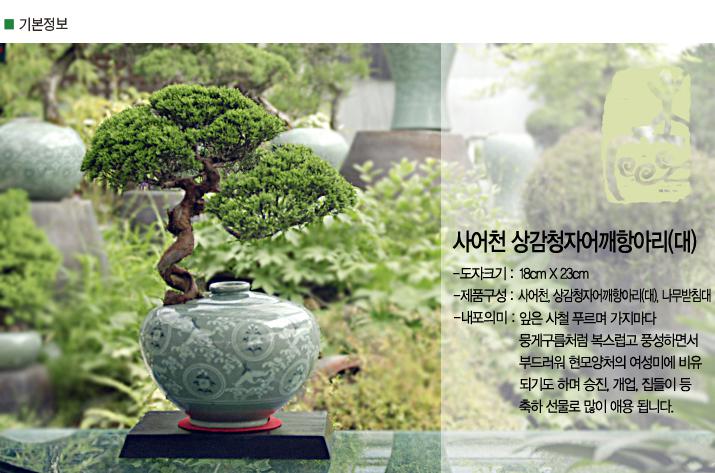 ■ 기본정보
사어천 상감청자어깨항아리(대)
-도자크기 : 18cm X 23cm
-제품구성 : 사어천, 상감청자어깨항아리(대), 나무받침대
-내포의미 : 잎은 사철 푸르며 가지마다
뭉게구름처럼 복스럽고 풍성하면서
부드러워 현모양처의 여성미에 비유
되기도 하며 승진, 개업, 집들이 등
축하 선물로 많이 애용 됩니다.